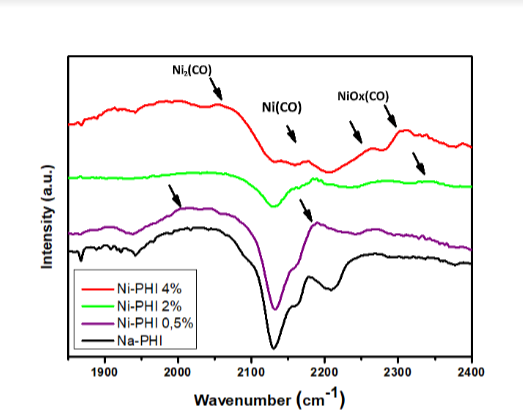 Ni₂(CO)
Ni(CO)
NiOx(CO)
Intensity (a.u.)
Ni-PHI 4%
Ni-PHI 2%
Ni-PHI 0,5%
Na-PHI
1900 2000 2100 2200 2300 2400
Wavenumber (cm⁻¹)